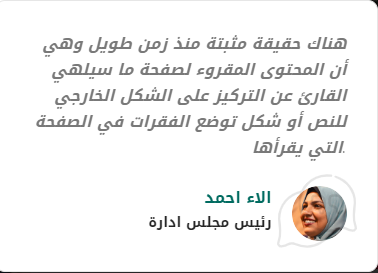 هناك حقيقة مثبتة منذ زمن طويل وهي
أن المحتوى المقروء لصفحة ما سيلهي
القارئ عن التركيز على الشكل الخارجي
للنص أو شكل توضع الفقرات في الصفحة
التي يقرأها.
الاء احمد
رئيس مجلس ادارة